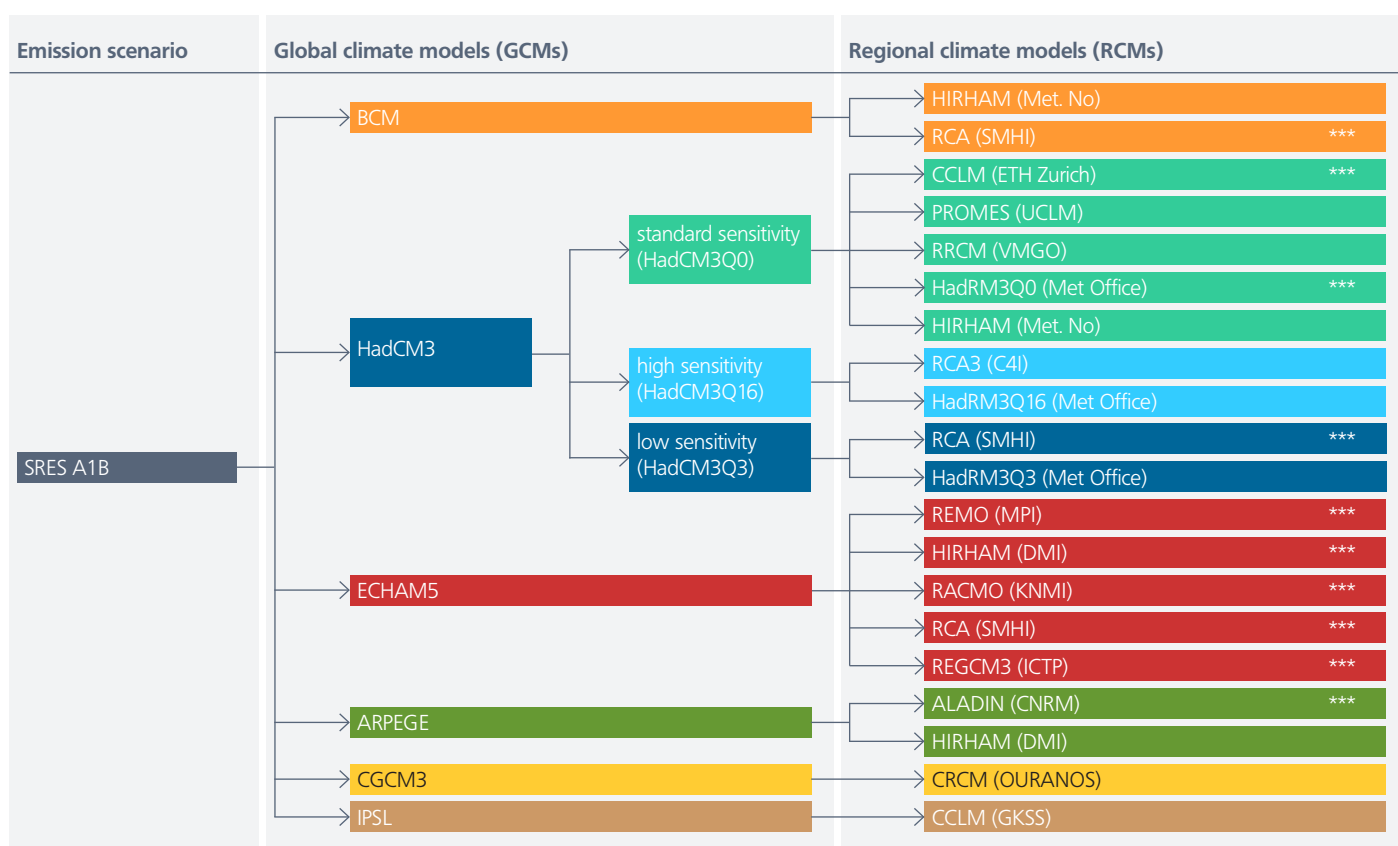 Emission scenario
Global climate models (GCMs)
Regional climate models (RCMs)
SRES A1B
BCM
HIRHAM (Met. No)
RCA (SMHI) ***
HadCM3
standard sensitivity
(HadCM3Q0)
CCLM (ETH Zurich) ***
PROMES (UCLM)
RRCM (VMGO)
HadRM3Q0 (Met Office) ***
HIRHAM (Met. No)
high sensitivity
(HadCM3Q16)
RCA3 (C4I)
HadRM3Q16 (Met Office)
low sensitivity
(HadCM3Q3)
RCA (SMHI) ***
HadRM3Q3 (Met Office)
ECHAM5
REMO (MPI) ***
HIRHAM (DMI) ***
RACMO (KNMI) ***
RCA (SMHI) ***
REGCM3 (ICTP) ***
ARPEGE
ALADIN (CNRM) ***
HIRHAM (DMI)
CGCM3
CRCM (OURANOS)
IPSL
CCLM (GKSS)